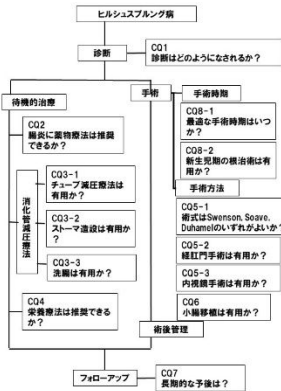 ヒルシュスプルング病
診断
CQ1
診断はどのようになされるか?
待機的治療
手術
手術時期
CQ2
腸炎に薬物療法は推奨
できるか?
CQ8-1
最適な手術時期はいつ
か?
CQ8-2
新生児期の根治術は有
用か?
消化管減圧療法
CQ3-1
チューブ減圧療法は
有用か?
CQ3-2
ストーマ造設は有用か
?
CQ3-3
洗腸は有用か?
手術方法
CQ5-1
術式はSwenson, Soave,
Duhamelのいずれがよいか?
CQ5-2
経肛門手術は有用か?
CQ5-3
内視鏡手術は有用か?
CQ6
小腸移植は有用か?
CQ4
栄養療法は推奨できる
か?
術後管理
フォローアップ
CQ7
長期的な予後は?